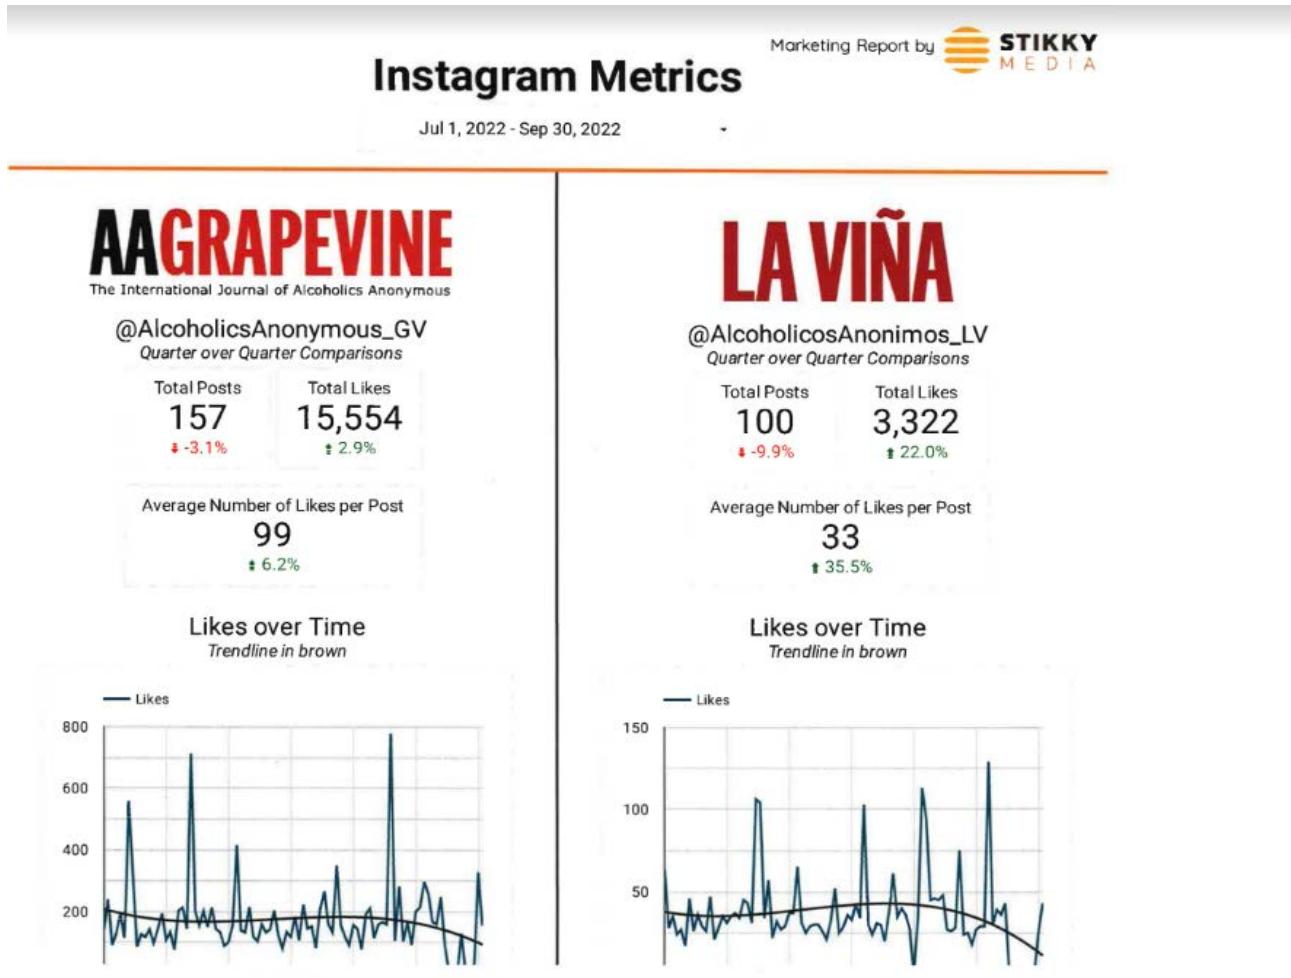 Marketing Report by STIKKY
MEDIA
Instagram Metrics
Jul 1, 2022 - Sep 30, 2022
AAGRAPEVINE
The International Journal of Alcoholics Anonymous
@AlcoholicsAnonymous_GV
Quarter over Quarter Comparisons
Total Posts Total Likes
157 15,554
-3.1% 2.9%
Average Number of Likes per Post
99
6.2%
Likes over Time
Trendline in brown
Likes
800
600
400
200
LA VIÑA
@AlcoholicosAnonimos_LV
Quarter over Quarter Comparisons
Total Posts Total Likes
100 3,322
-9.9% 22.0%
Average Number of Likes per Post
33
35.5%
Likes over Time
Trendline in brown
Likes
150
100
50